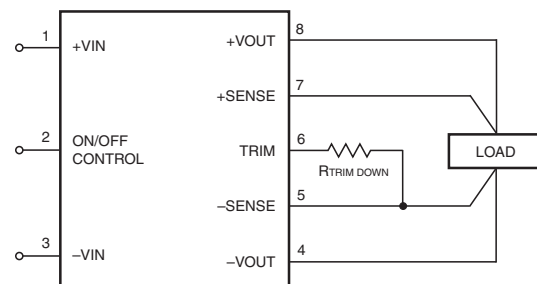 8
+VOUT
1
+VIN
7
+SENSE
2
ON/OFF
CONTROL
TRIM
6
LOAD
RTRIM DOWN
5
–SENSE
3
–VIN
4
–VOUT